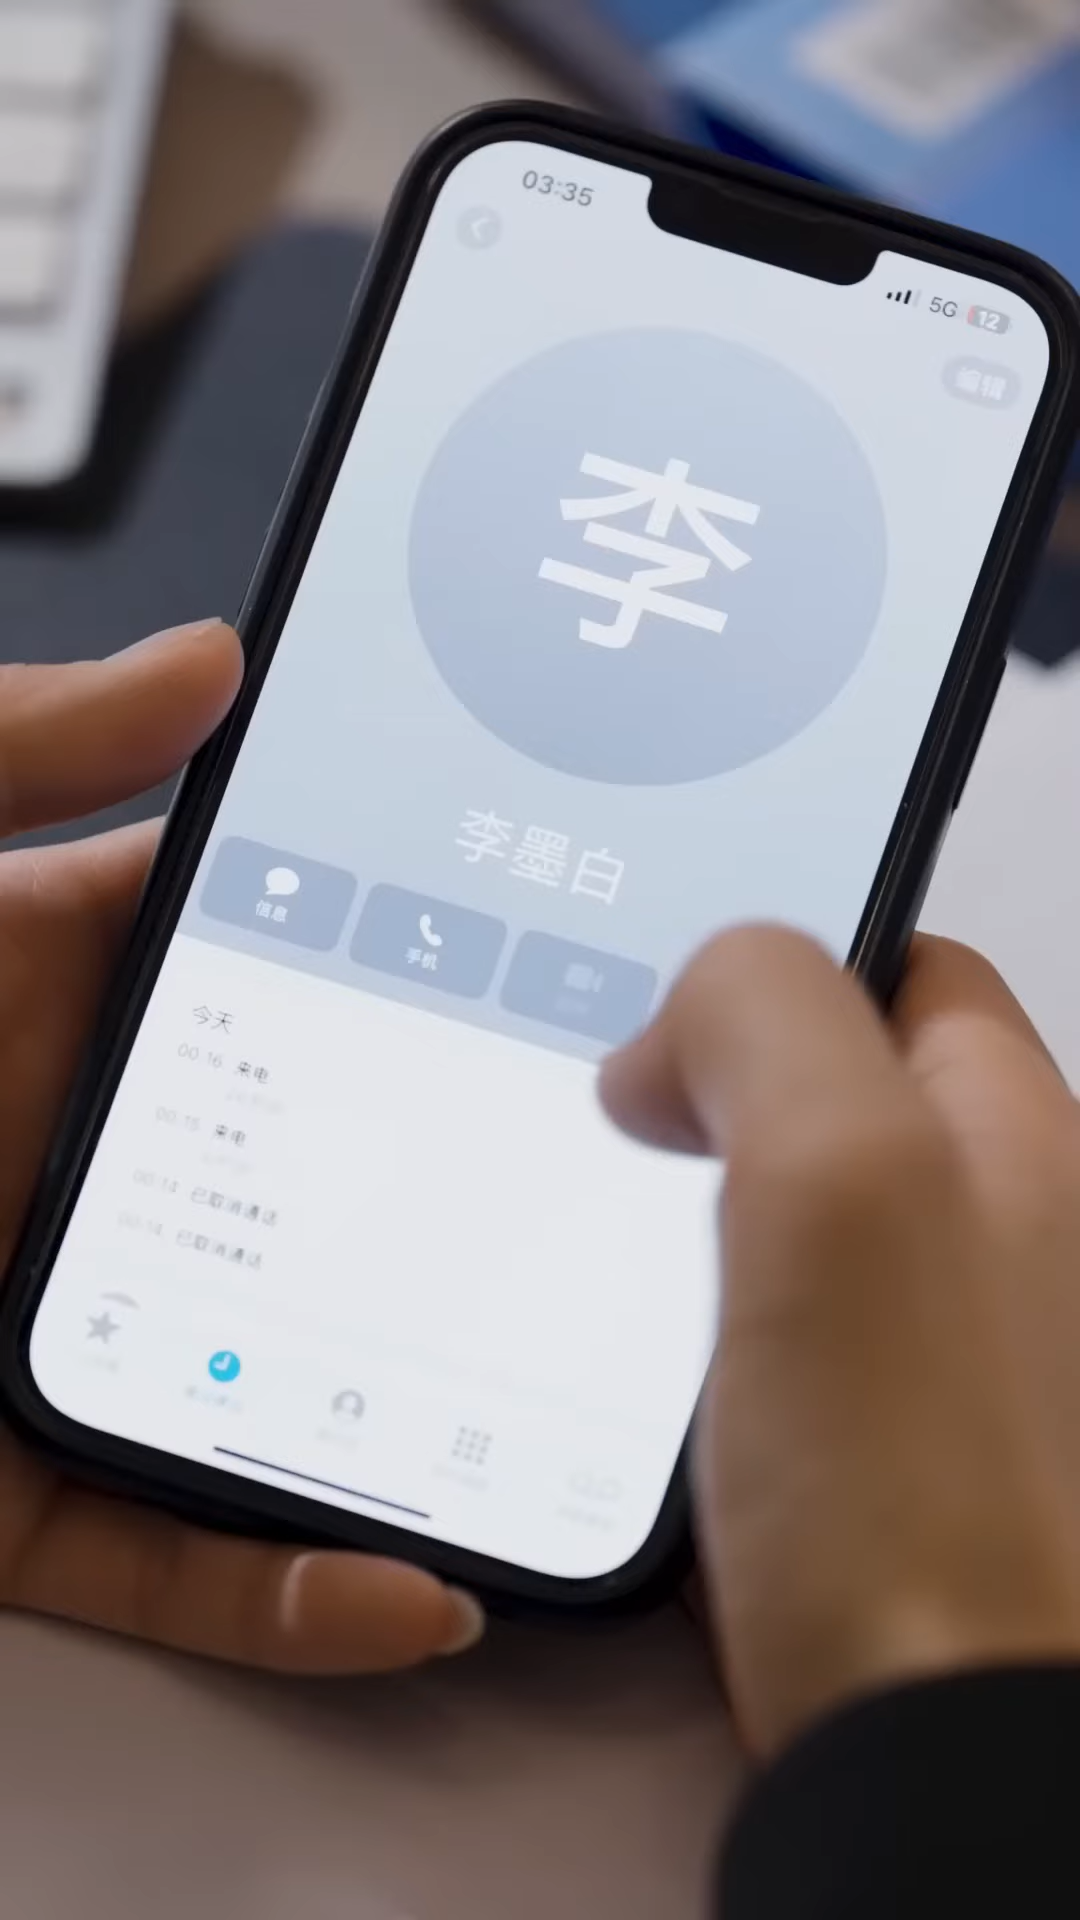 03:35
5G 12
编辑
李
李墨白
信息
手机
今天
00:16 来电
00:15 来电
00:14 已取消通话
00:14 已取消通话